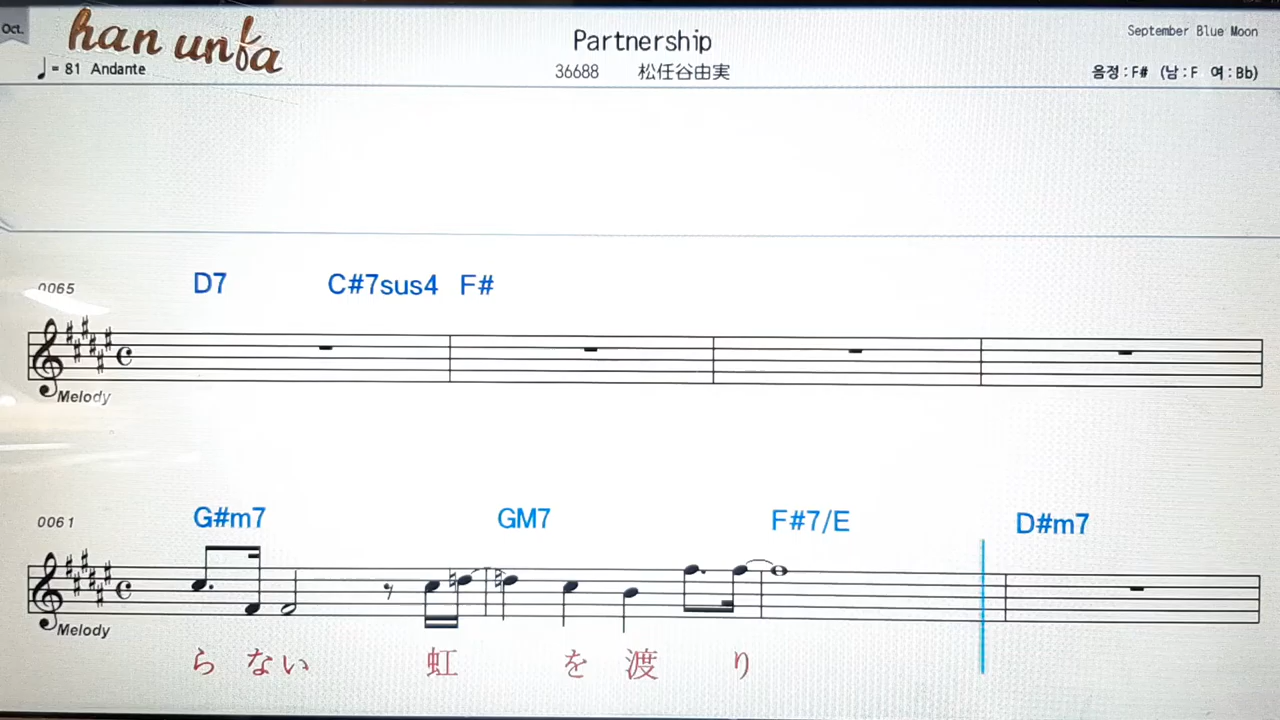 Oct.
han unba
Partnership
September Blue Moon
♩= 81 Andante
36688 松任谷由実
음정:F# (남:F 여:Bb)
0065
D7 C#7sus4 F#
Melody
0061
G#m7 GM7 F#7/E D#m7
Melody
ら ない 虹 を 渡 り